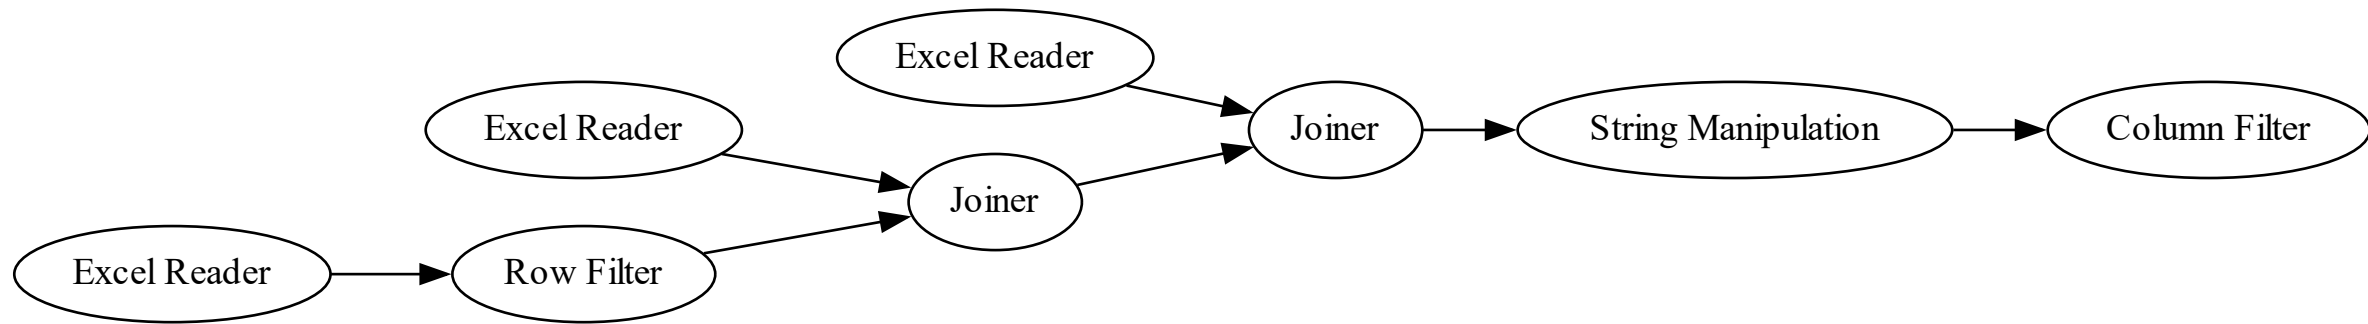 Excel Reader
Excel Reader
Joiner
String Manipulation
Column Filter
Joiner
Excel Reader
Row Filter